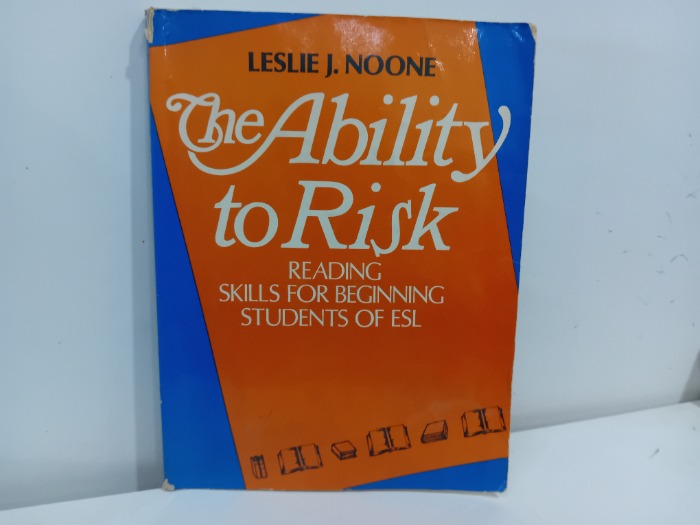 LESLIE J. NOONE
The Ability
to Risk
READING
SKILLS FOR BEGINNING
STUDENTS OF ESL